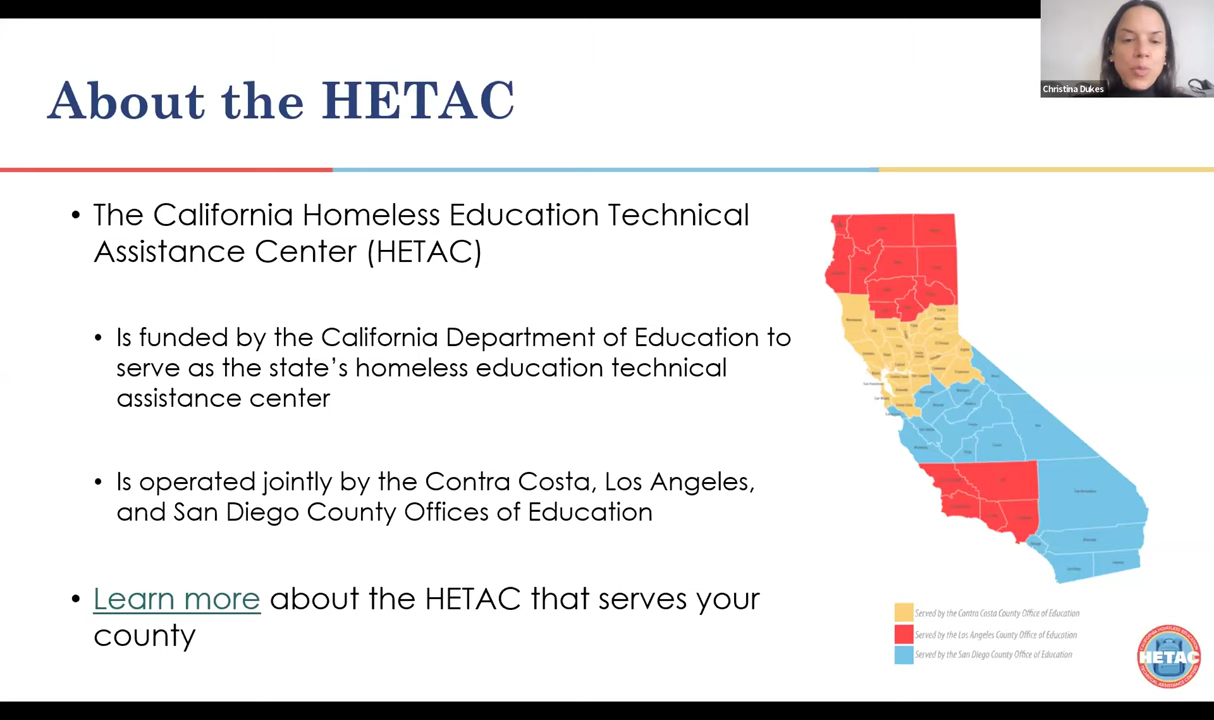 Christina Dukes
About the HETAC
• The California Homeless Education Technical
Assistance Center (HETAC)
• Is funded by the California Department of Education to
serve as the state’s homeless education technical
assistance center
• Is operated jointly by the Contra Costa, Los Angeles,
and San Diego County Offices of Education
• Learn more about the HETAC that serves your
county
Served by the Contra Costa County Office of Education
Served by the Los Angeles County Office of Education
Served by the San Diego County Office of Education
HETAC